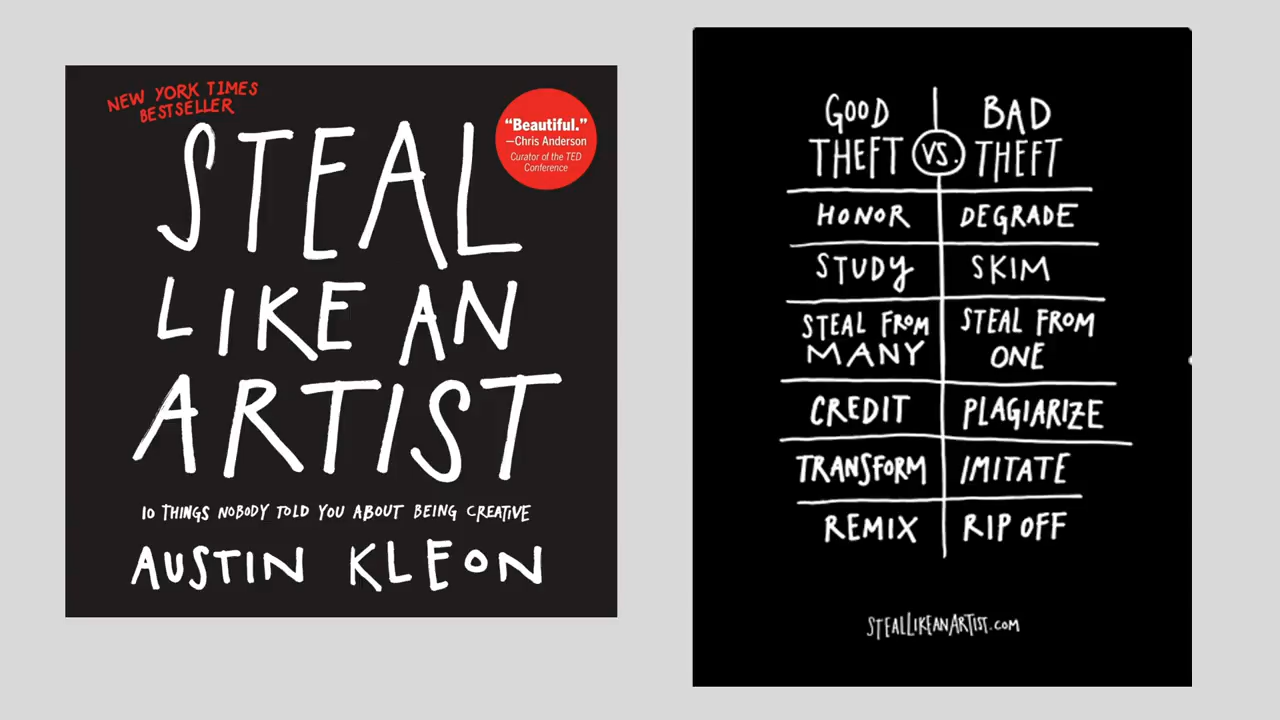 NEW YORK TIMES
BESTSELLER
"Beautiful."
—Chris Anderson
Curator of the TED
Conference
STEAL
LIKE AN
ARTIST
10 THINGS NOBODY TOLD YOU ABOUT BEING CREATIVE
AUSTIN KLEON
GOOD THEFT
VS.
BAD THEFT
HONOR DEGRADE
STUDY SKIM
STEAL FROM MANY STEAL FROM ONE
CREDIT PLAGIARIZE
TRANSFORM IMITATE
REMIX RIP OFF
STEALLIKEANARTIST.COM